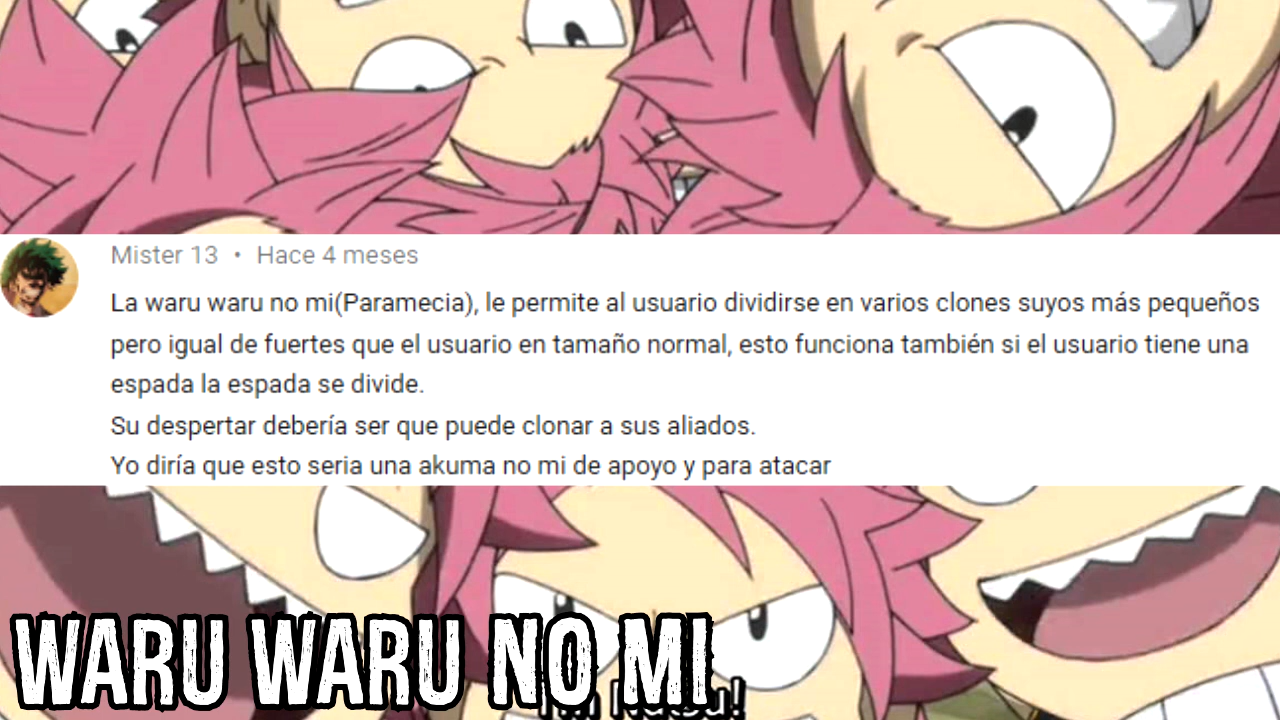 Mister 13 • Hace 4 meses
La waru waru no mi(Paramecia), le permite al usuario dividirse en varios clones suyos más pequeños
pero igual de fuertes que el usuario en tamaño normal, esto funciona también si el usuario tiene una
espada la espada se divide.
Su despertar debería ser que puede clonar a sus aliados.
Yo diría que esto seria una akuma no mi de apoyo y para atacar
WARU WARU NO MI